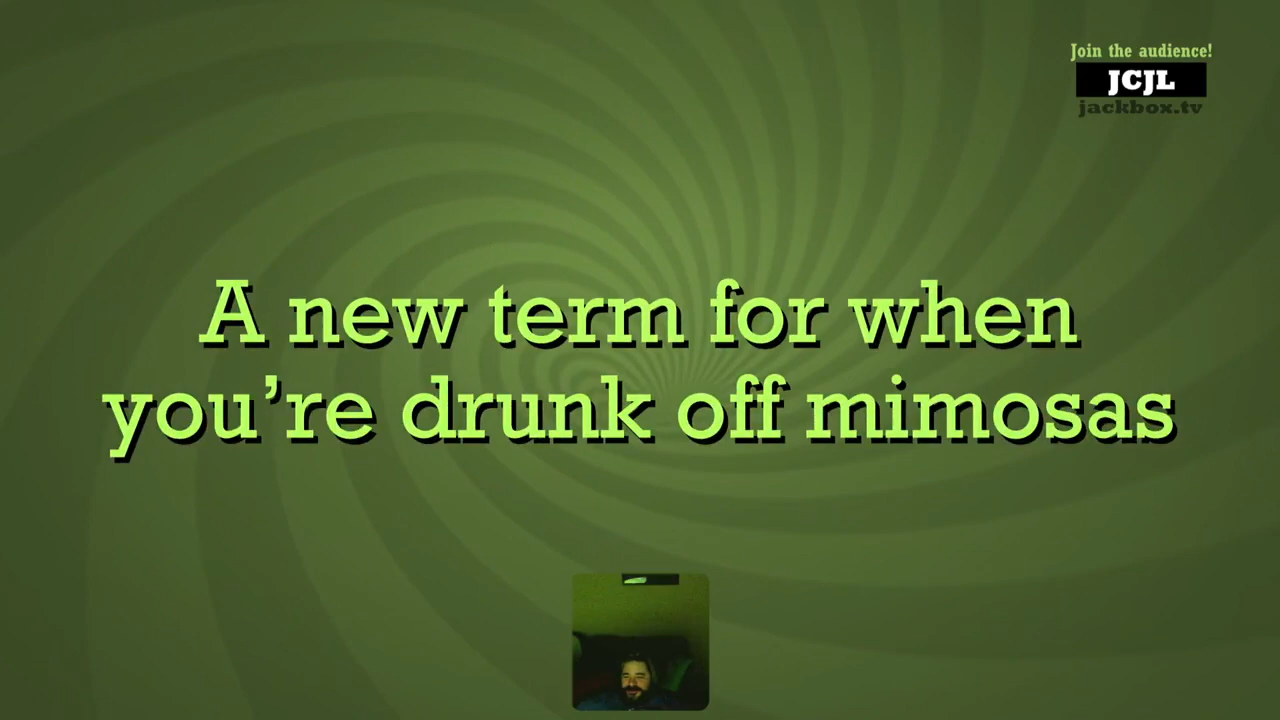 Join the audience!
JCJL
jackbox.tv
A new term for when
you're drunk off mimosas